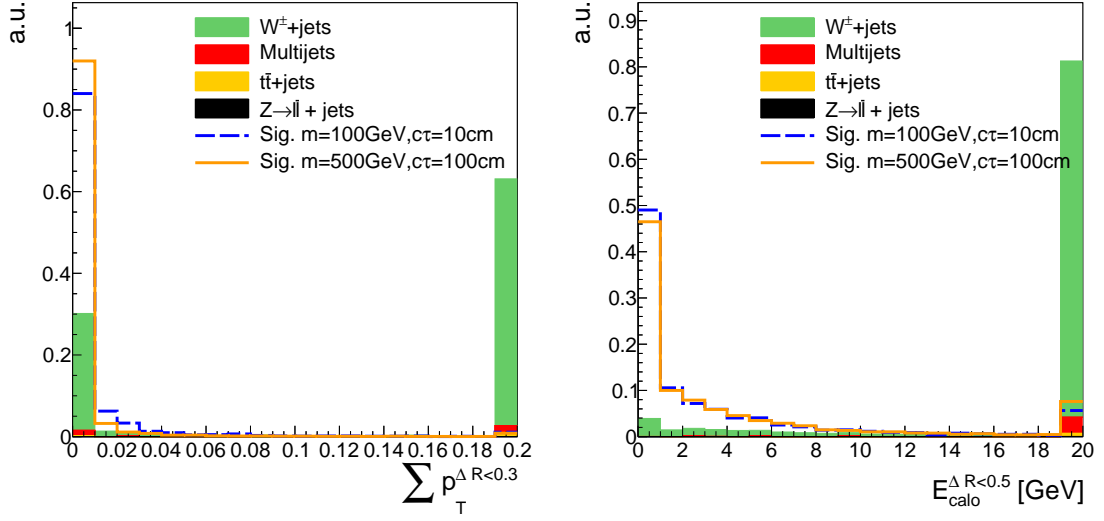 a.u.
1
0.8
0.6
0.4
0.2
0
W±+jets
Multijets
tt̄+jets
Z→ll̄ + jets
Sig. m=100GeV,cτ=10cm
Sig. m=500GeV,cτ=100cm
0 0.02 0.04 0.06 0.08 0.1 0.12 0.14 0.16 0.18 0.2
∑ p_T^{Δ R<0.3}
a.u.
0.9
0.8
0.7
0.6
0.5
0.4
0.3
0.2
0.1
0
W±+jets
Multijets
tt̄+jets
Z→ll̄ + jets
Sig. m=100GeV,cτ=10cm
Sig. m=500GeV,cτ=100cm
0 2 4 6 8 10 12 14 16 18 20
E_calo^{Δ R<0.5} [GeV]